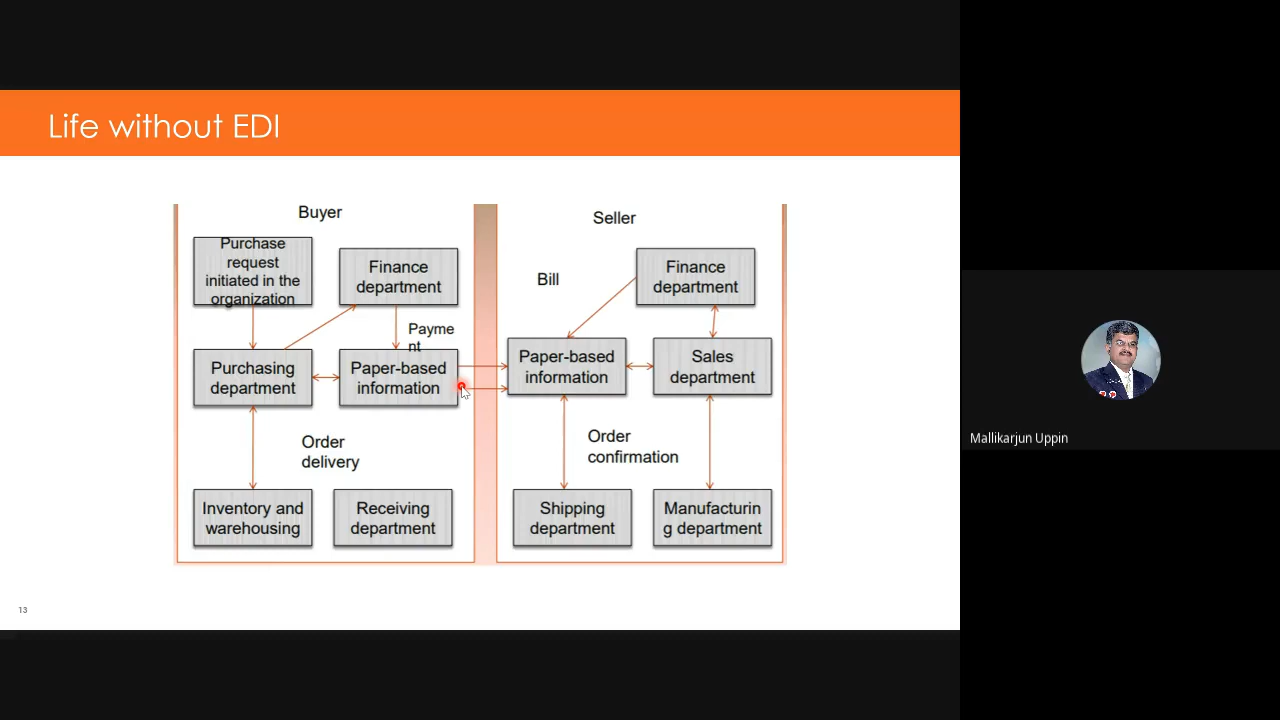 Life without EDI
Buyer
Seller
Purchase
request
initiated in the
organization
Finance
department
Bill
Finance
department
Payme
nt
Purchasing
department
Paper-based
information
Paper-based
information
Sales
department
Order
delivery
Order
confirmation
Inventory and
warehousing
Receiving
department
Shipping
department
Manufacturin
g department
13
Mallikarjun Uppin